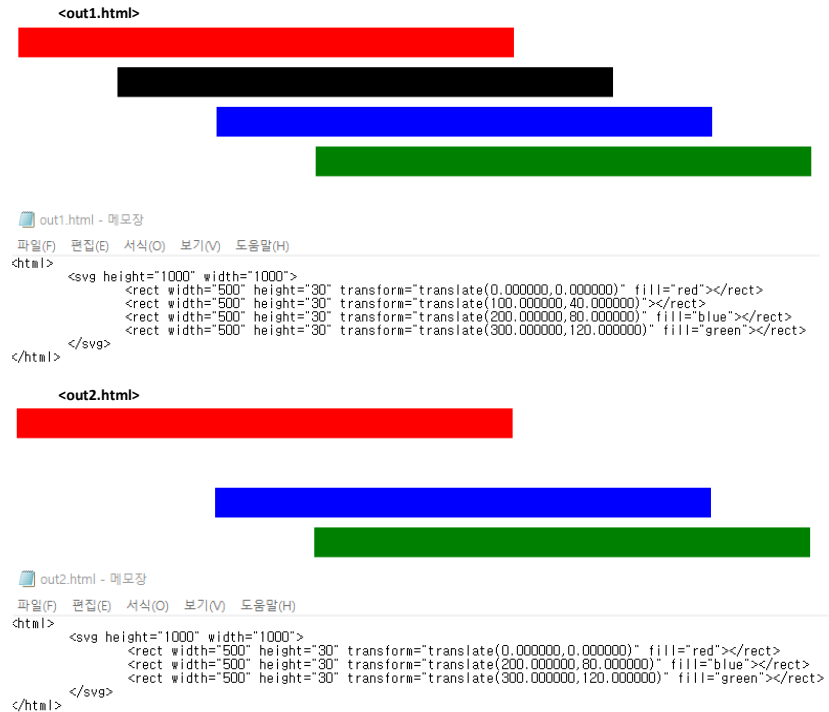 <out1.html>
out1.html - 메모장
파일(F) 편집(E) 서식(O) 보기(V) 도움말(H)
<html>
<svg height="1000" width="1000">
<rect width="500" height="30" transform="translate(0.000000,0.000000)" fill="red"></rect>
<rect width="500" height="30" transform="translate(100.000000,40.000000)"></rect>
<rect width="500" height="30" transform="translate(200.000000,80.000000)" fill="blue"></rect>
<rect width="500" height="30" transform="translate(300.000000,120.000000)" fill="green"></rect>
</svg>
</html>
<out2.html>
out2.html - 메모장
파일(F) 편집(E) 서식(O) 보기(V) 도움말(H)
<html>
<svg height="1000" width="1000">
<rect width="500" height="30" transform="translate(0.000000,0.000000)" fill="red"></rect>
<rect width="500" height="30" transform="translate(200.000000,80.000000)" fill="blue"></rect>
<rect width="500" height="30" transform="translate(300.000000,120.000000)" fill="green"></rect>
</svg>
</html>